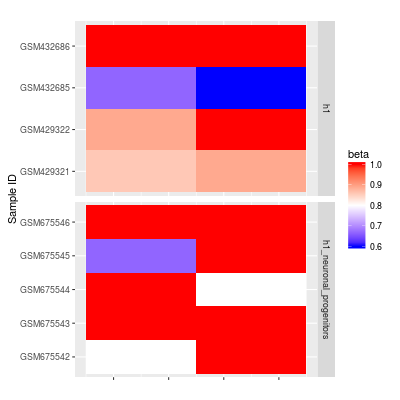 GSM432686
GSM432685
GSM429322
GSM429321
h1
GSM675546
GSM675545
GSM675544
GSM675543
GSM675542
h1_neuronal_progenitors
Sample ID
beta
1.0
0.9
0.8
0.7
0.6